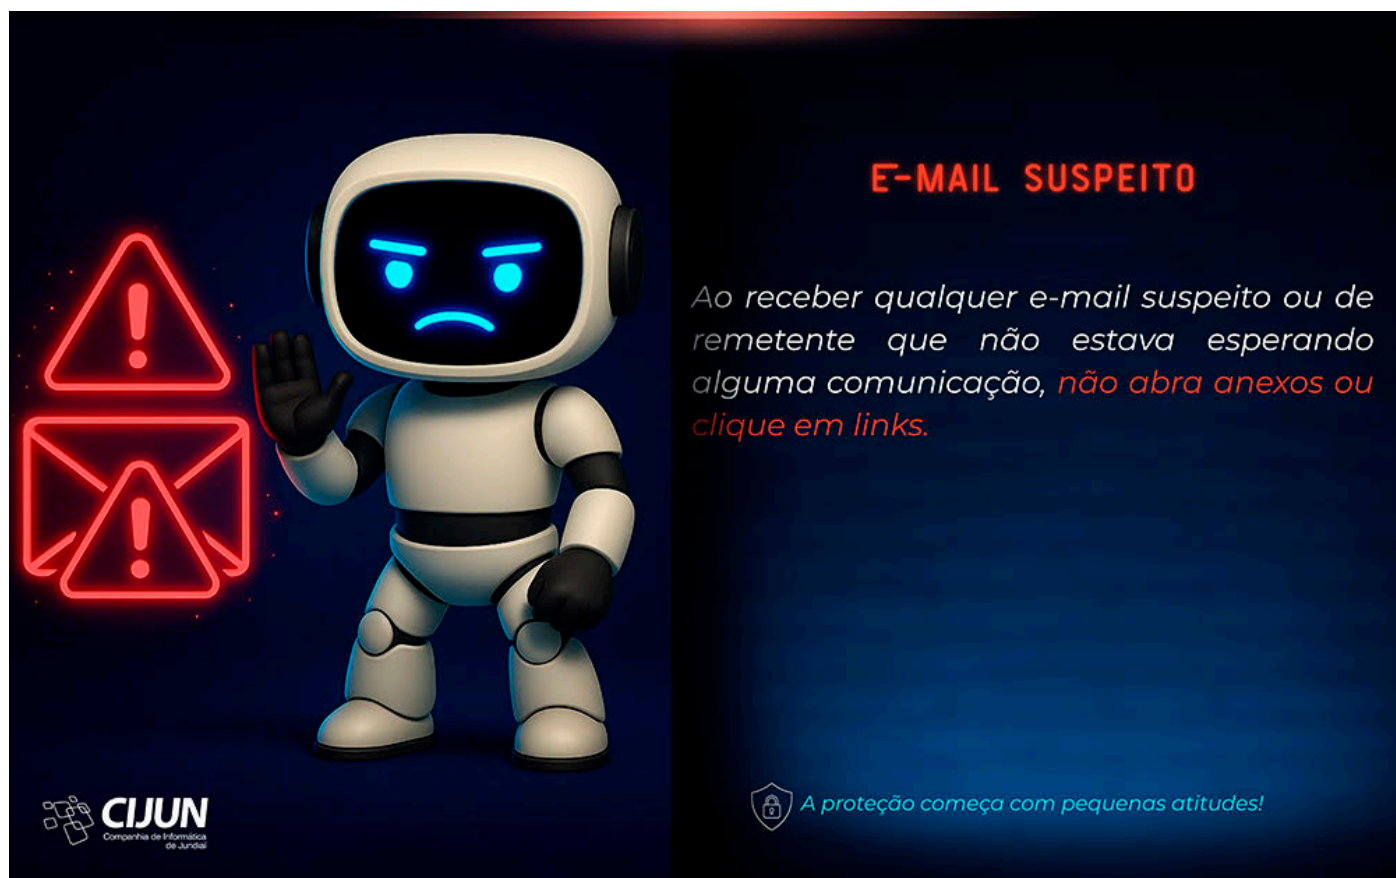 E-MAIL SUSPEITO
Ao receber qualquer e-mail suspeito ou de
remetente que não estava esperando
alguma comunicação, não abra anexos ou
clique em links.
CIJUN
Companhia de Informática
de Jundiaí
A proteção começa com pequenas atitudes!